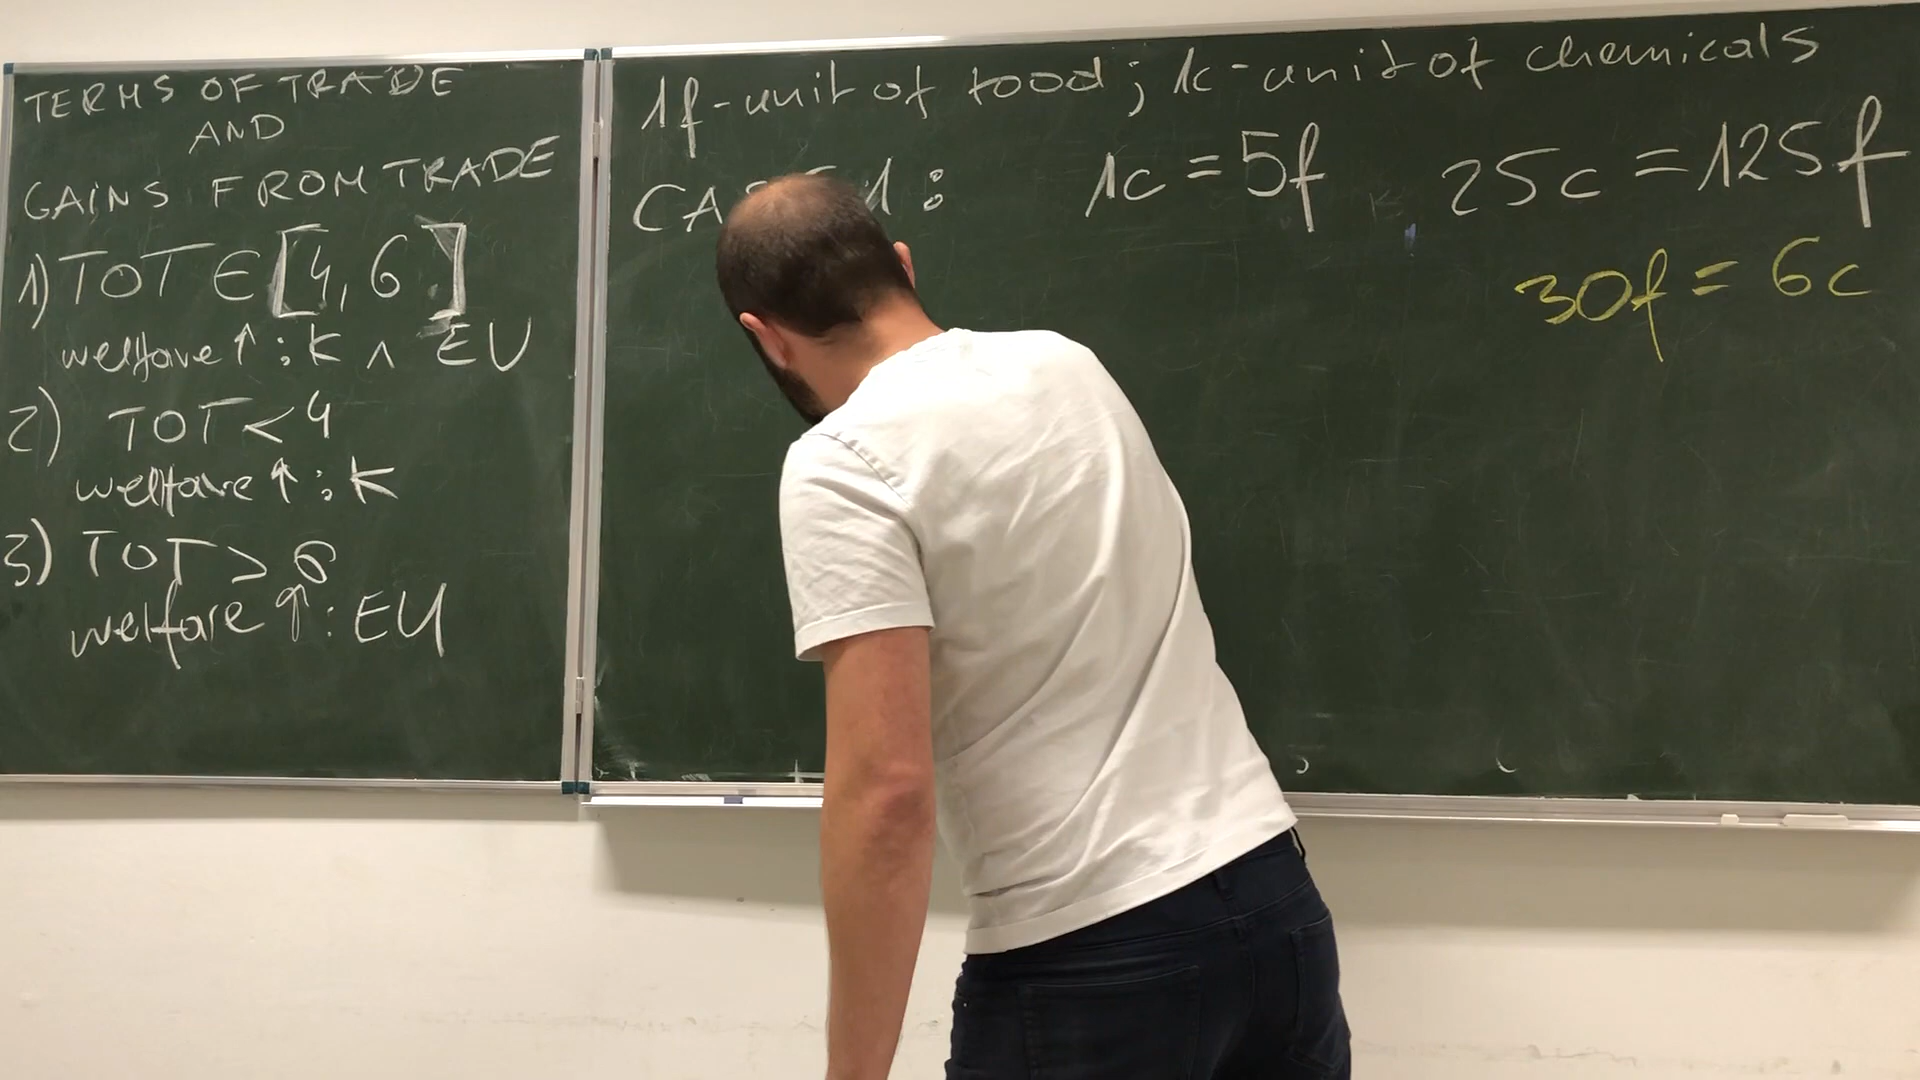 TERMS OF TRADE
AND
GAINS FROM TRADE
1) TOT ∈ [4, 6]
welfare ↑ : K ∧ EU
2) TOT < 4
welfare ↑ : K
3) TOT > 6
welfare ↑ : EU
1f - unit of food ; 1c - unit of chemicals
1 : 1c = 5f 25c = 125f
30f = 6c